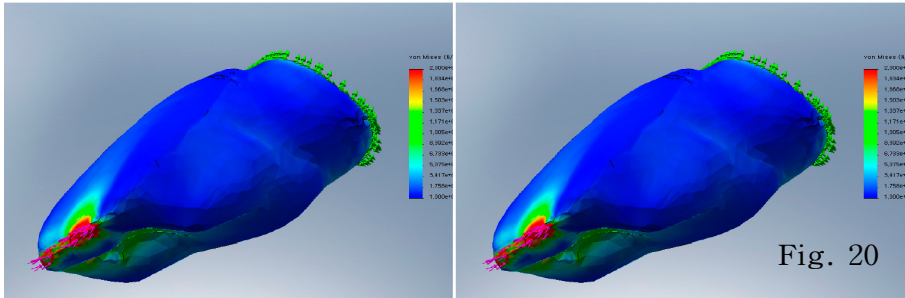 von Mises (N/
2,000e+
1,834e+
1,668e+
1,503e+
1,337e+
1,171e+
1,005e+
8,392e+
6,733e+
5,075e+
3,417e+
1,758e+
1,000e+
von Mises (N/
2,000e+
1,834e+
1,668e+
1,503e+
1,337e+
1,171e+
1,005e+
8,392e+
6,733e+
5,075e+
3,417e+
1,758e+
1,000e+
Fig. 20